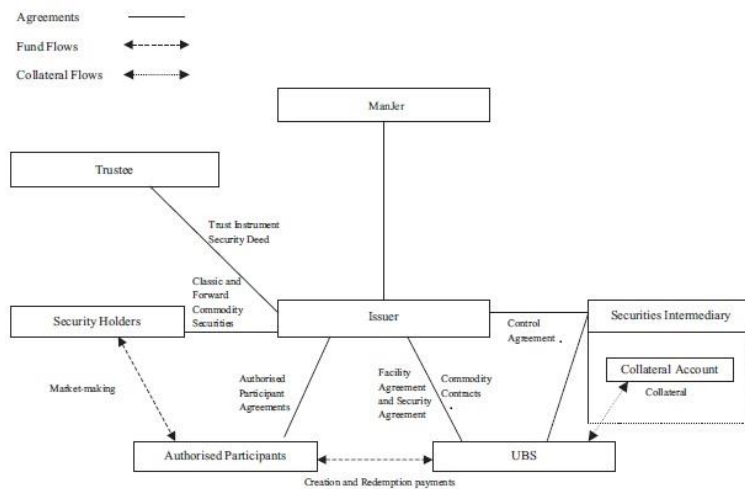 Agreements
Fund Flows
Collateral Flows
ManJer
Trustee
Trust Instrument
Security Deed
Classic and
Forward
Commodity
Securities
Security Holders
Issuer
Securities Intermediary
Control
Agreement .
Collateral Account
Collateral
Market-making
Authorised
Participant
Agreements
Facility
Agreement
and Security
Agreement
Commodity
Contracts
.
Authorised Participants
UBS
Creation and Redemption payments